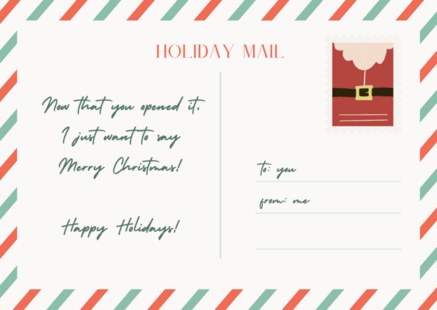 HOLIDAY MAIL
Now that you opened it,
I just want to say
Merry Christmas!
Happy Holidays!
to: you
from: me